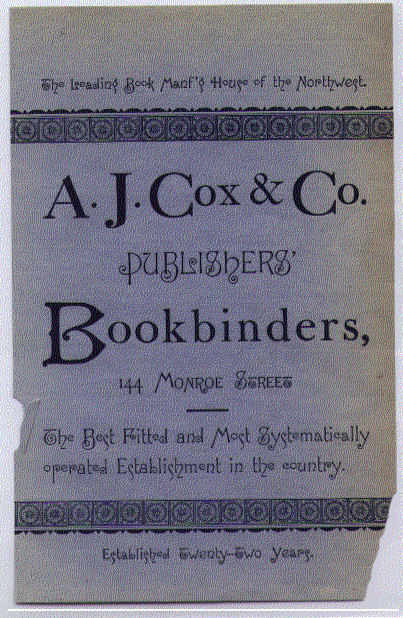 The Leading Book Manf'g House of the Northwest.
A. J. Cox & Co.
PUBLISHERS'
Bookbinders,
144 Monroe Street
The Best Fitted and Most Systematically
operated Establishment in the country.
Established Twenty-Two Years.